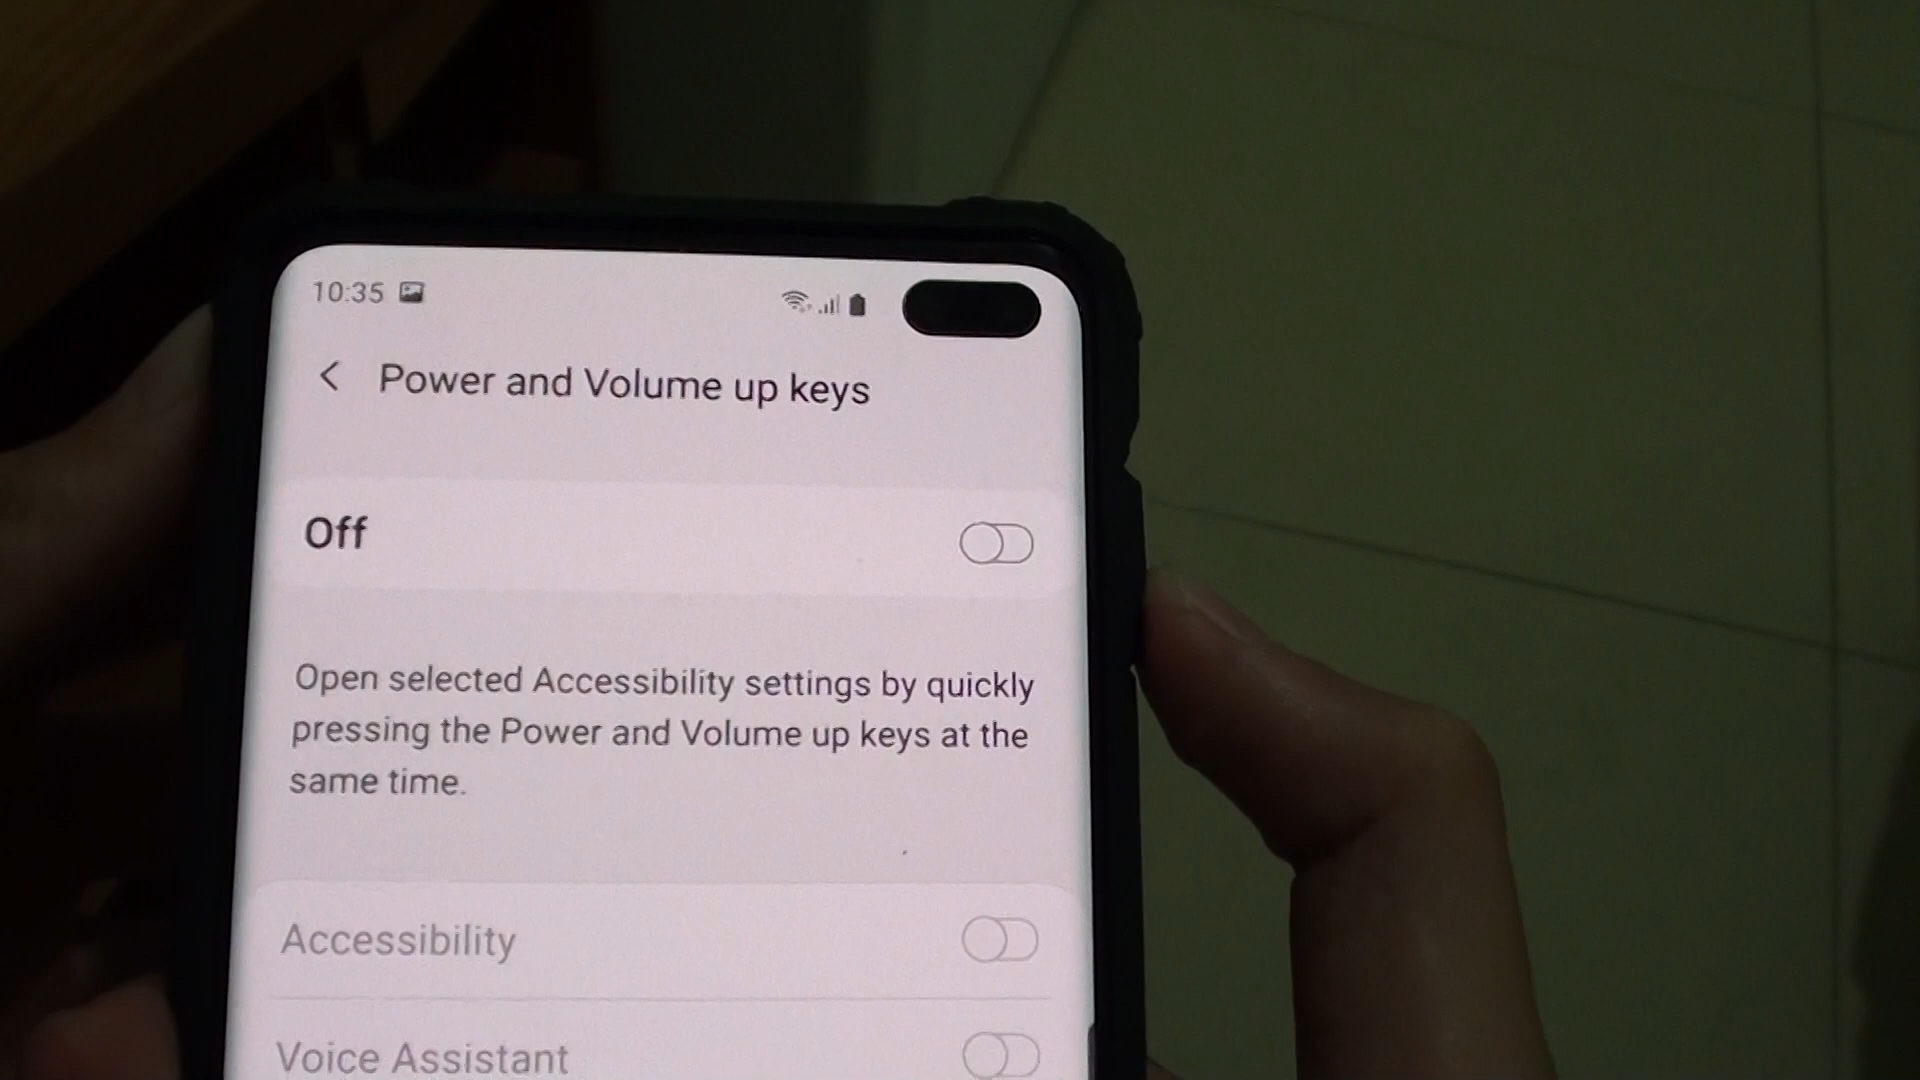 10:35
Power and Volume up keys
Off
Open selected Accessibility settings by quickly
pressing the Power and Volume up keys at the
same time.
Accessibility
Voice Assistant